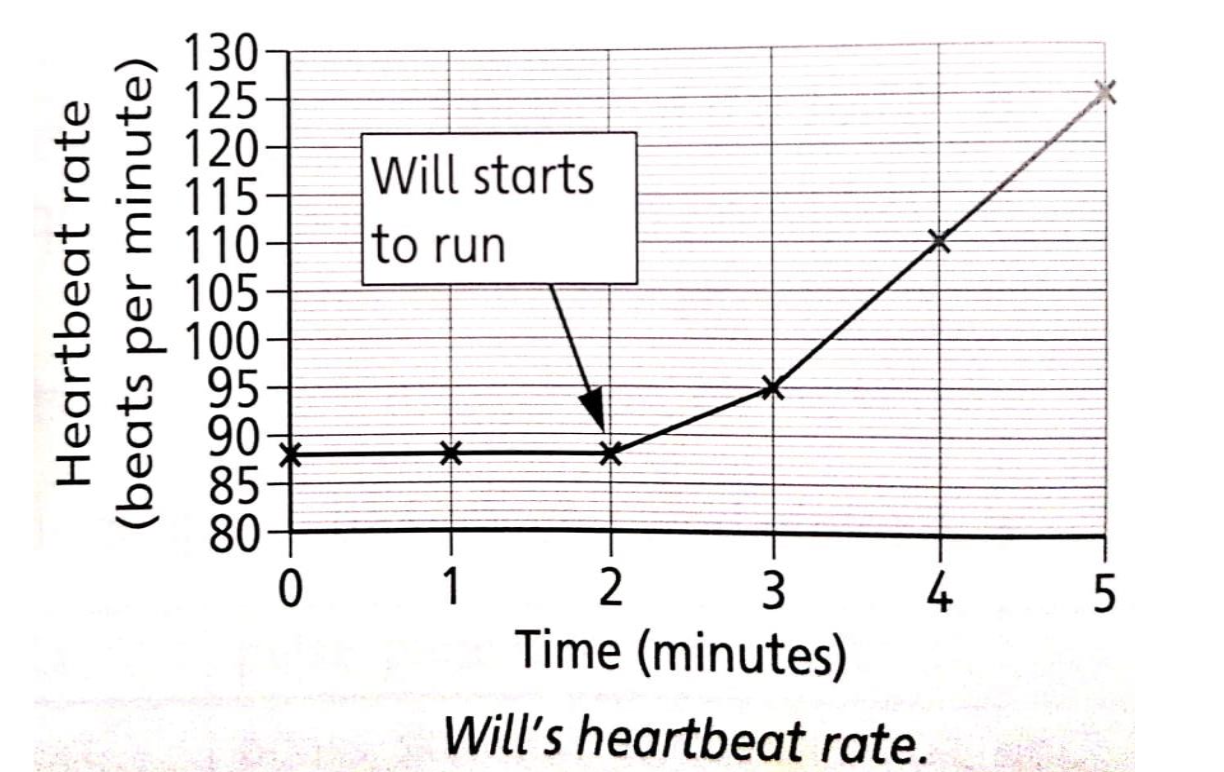 Heartbeat rate
(beats per minute)
130
125
120
115
110
105
100
95
90
85
80
Will starts
to run
0 1 2 3 4 5
Time (minutes)
Will's heartbeat rate.